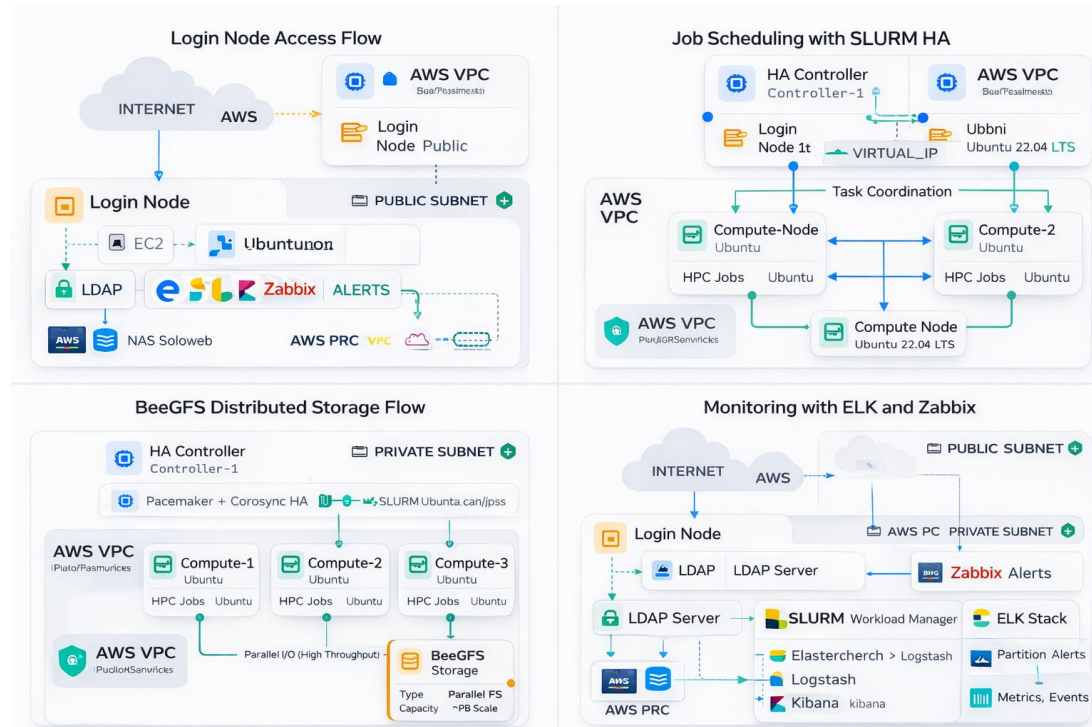 Login Node Access Flow
INTERNET
AWS
AWS VPC
Login
Node Public
Login Node
PUBLIC SUBNET
EC2
Ubuntunon
LDAP
Zabbix
ALERTS
AWS
NAS Soloweb
AWS PRC
VPC
Job Scheduling with SLURM HA
HA Controller
Controller-1
AWS VPC
Login
Node 1t
VIRTUAL_IP
Ubbni
Ubuntu 22.04 LTS
AWS
VPC
Task Coordination
Compute-Node
Ubuntu
HPC Jobs
Ubuntu
Compute-2
Ubuntu
HPC Jobs
Ubuntu
AWS VPC
Compute Node
Ubuntu 22.04 LTS
BeeGFS Distributed Storage Flow
HA Controller
Controller-1
PRIVATE SUBNET
Pacemaker + Corosync HA
SLURM
AWS VPC
Compute-1
Ubuntu
HPC Jobs
Ubuntu
Compute-2
Ubuntu
HPC Jobs
Ubuntu
Compute-3
Ubuntu
HPC Jobs
Ubuntu
AWS VPC
Parallel I/O (High Throughput)
BeeGFS
Storage
Type
Parallel FS
Capacity
~PB Scale
Monitoring with ELK and Zabbix
PUBLIC SUBNET
INTERNET
AWS
Login Node
AWS PC PRIVATE SUBNET
LDAP
LDAP Server
Zabbix Alerts
LDAP Server
SLURM Workload Manager
ELK Stack
Elastercherch > Logstash
Partition Alerts
Logstash
AWS
Kibana kibana
Metrics, Events
AWS PRC